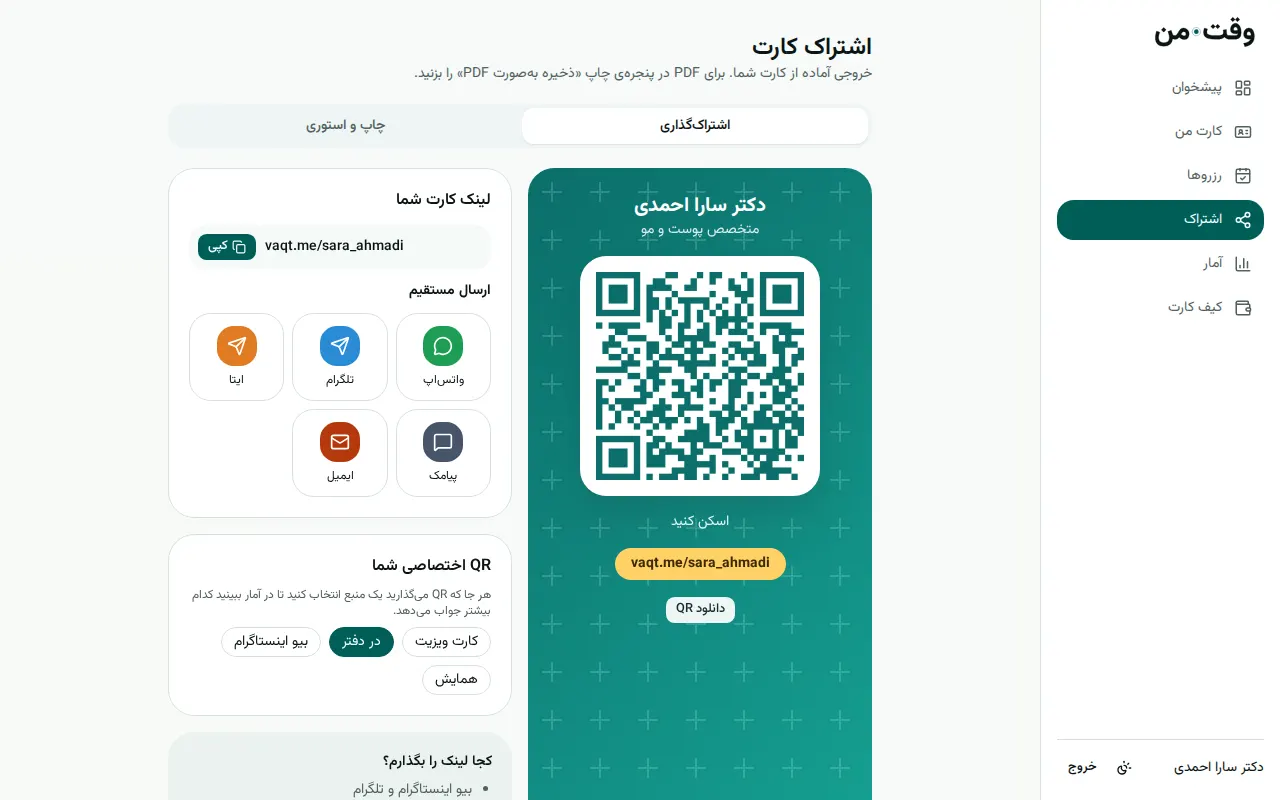 وقت من
پیشخوان
کارت من
رزروها
اشتراک
آمار
کیف کارت
دکتر سارا احمدی
خروج
اشتراک کارت
خروجی آماده از کارت شما. برای PDF در پنجره‌ی چاپ «ذخیره به‌صورت PDF» را بزنید.
اشتراک‌گذاری
چاپ و استوری
دکتر سارا احمدی
متخصص پوست و مو
اسکن کنید
vaqt.me/sara_ahmadi
دانلود QR
لینک کارت شما
vaqt.me/sara_ahmadi
کپی
ارسال مستقیم
واتس‌اپ
تلگرام
ایتا
پیامک
ایمیل
QR اختصاصی شما
هر جا که QR می‌گذارید یک منبع انتخاب کنید تا در آمار ببینید کدام
بیشتر جواب می‌دهد.
کارت ویزیت
در دفتر
بیو اینستاگرام
همایش
کجا لینک را بگذارم؟
بیو اینستاگرام و تلگرام